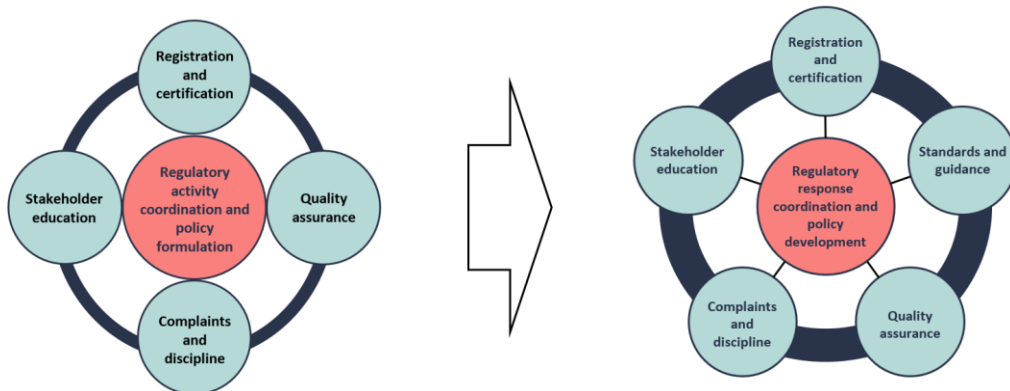 Registration
and
certification
Stakeholder
education
Regulatory
activity
coordination and
policy
formulation
Quality
assurance
Complaints
and
discipline
Registration
and
certification
Stakeholder
education
Standards and
guidance
Regulatory
response
coordination and
policy
development
Complaints
and
discipline
Quality
assurance